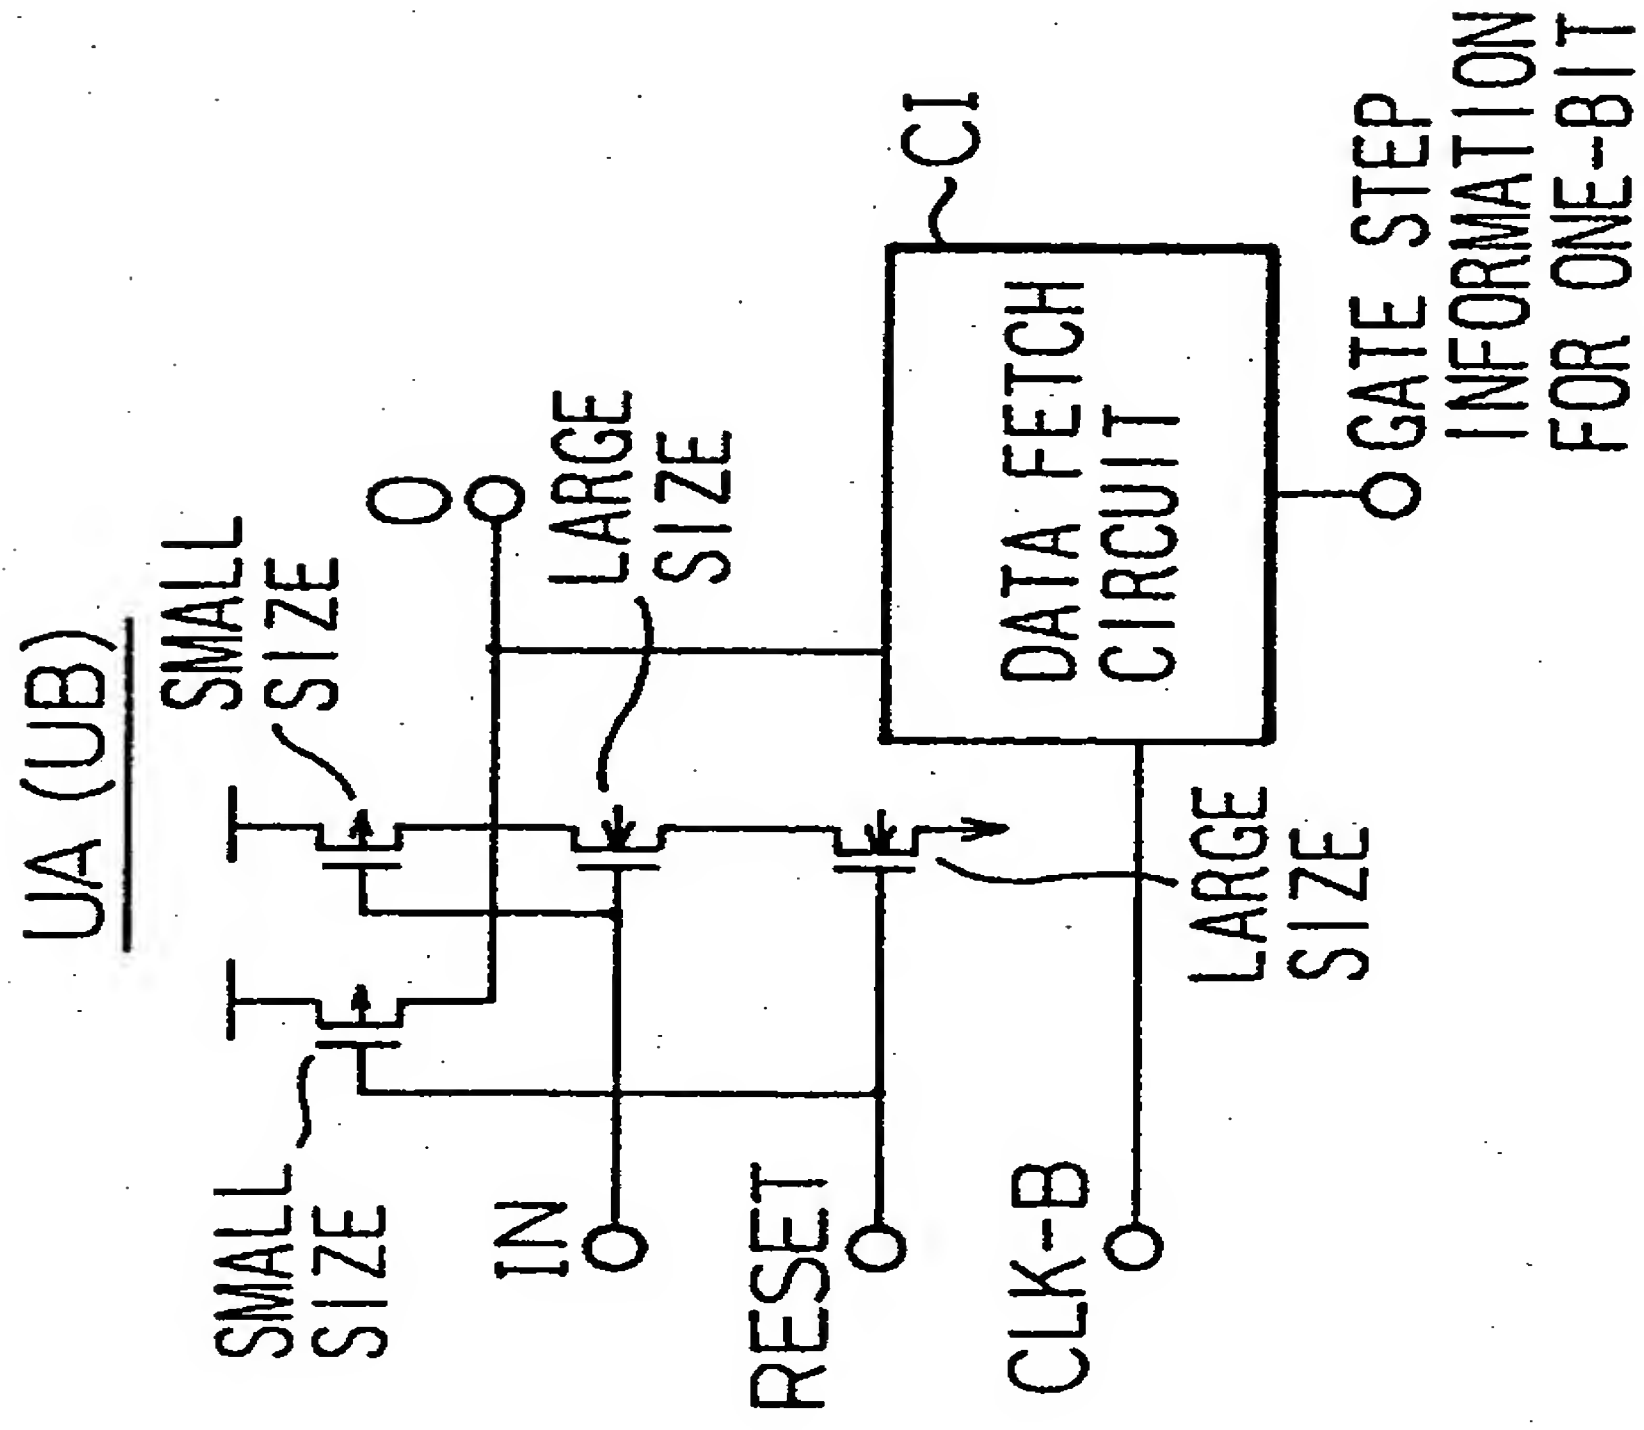 UA (UB)
SMALL
SIZE
SMALL
SIZE
O
LARGE
SIZE
IN
RESET
CLK-B
LARGE
SIZE
CI
DATA FETCH
CIRCUIT
GATE STEP
INFORMATION
FOR ONE-BIT